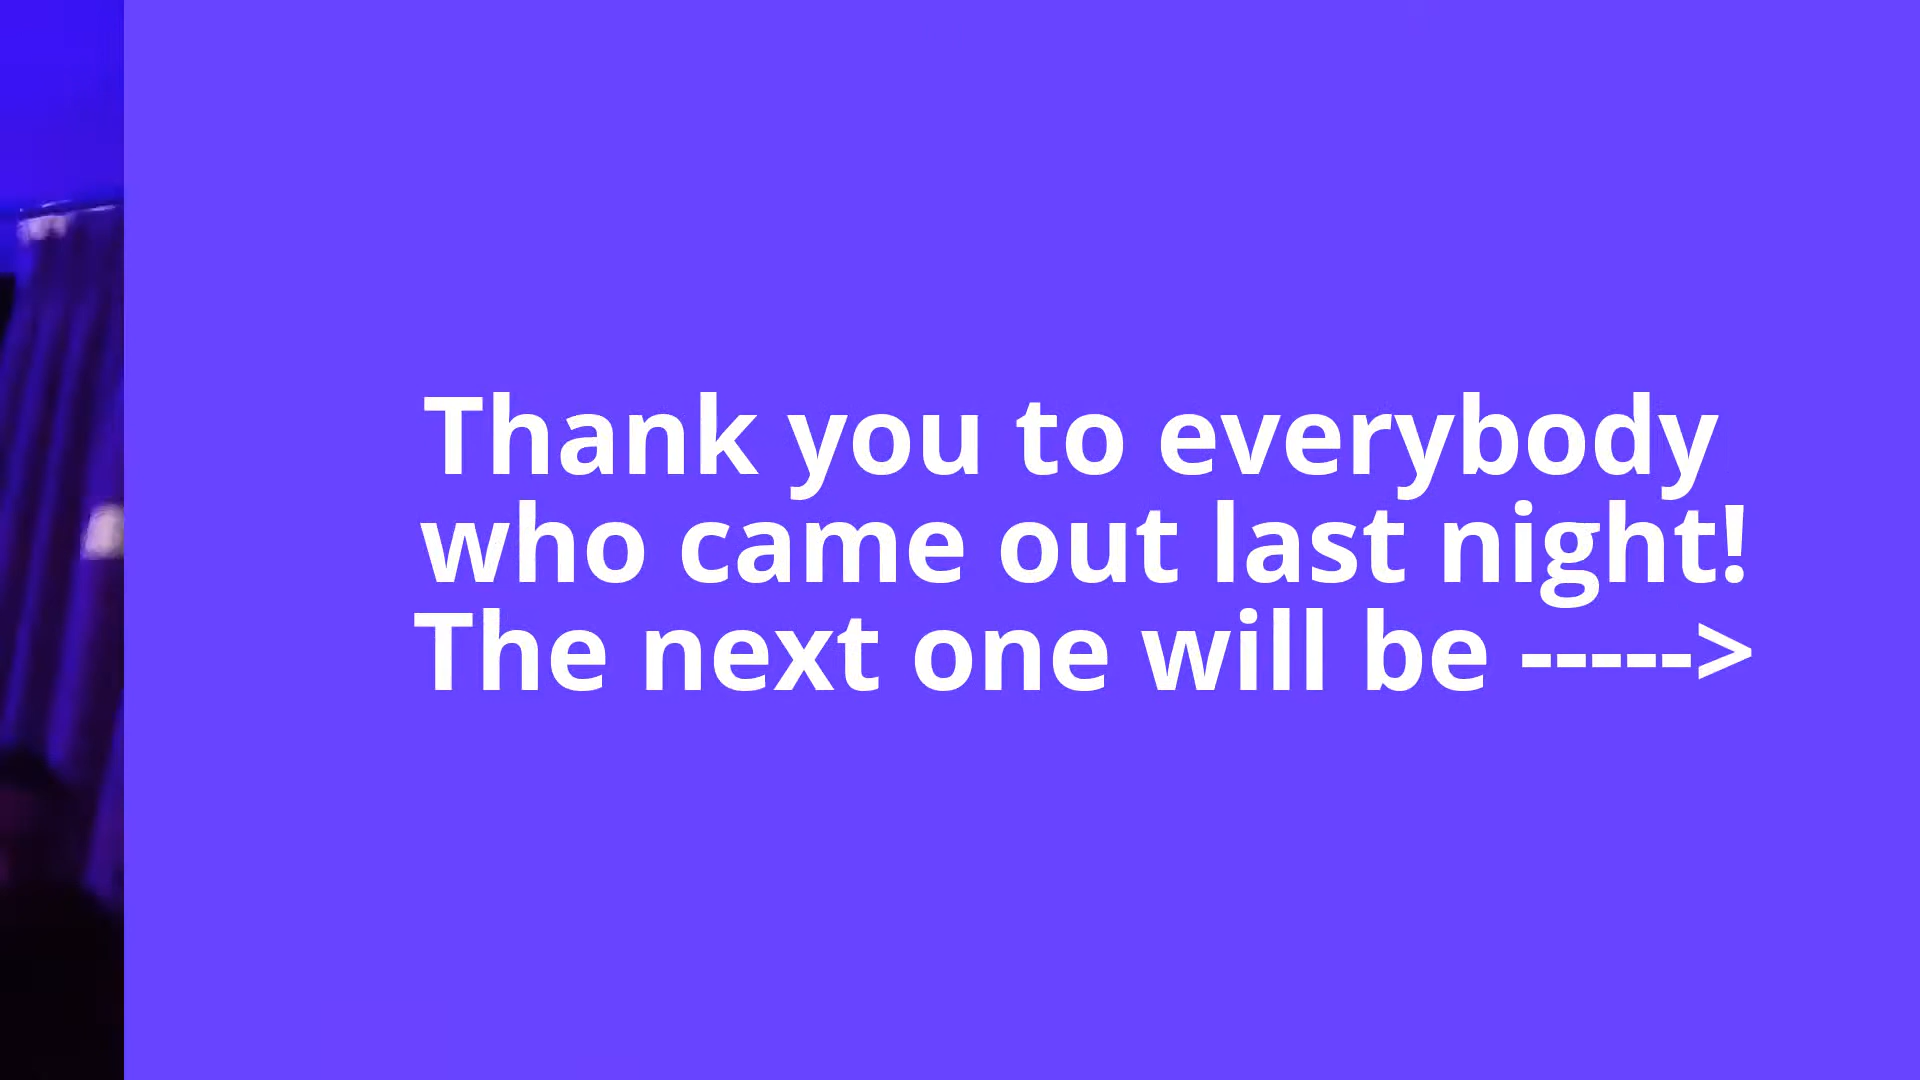 Thank you to everybody
who came out last night!
The next one will be ----->